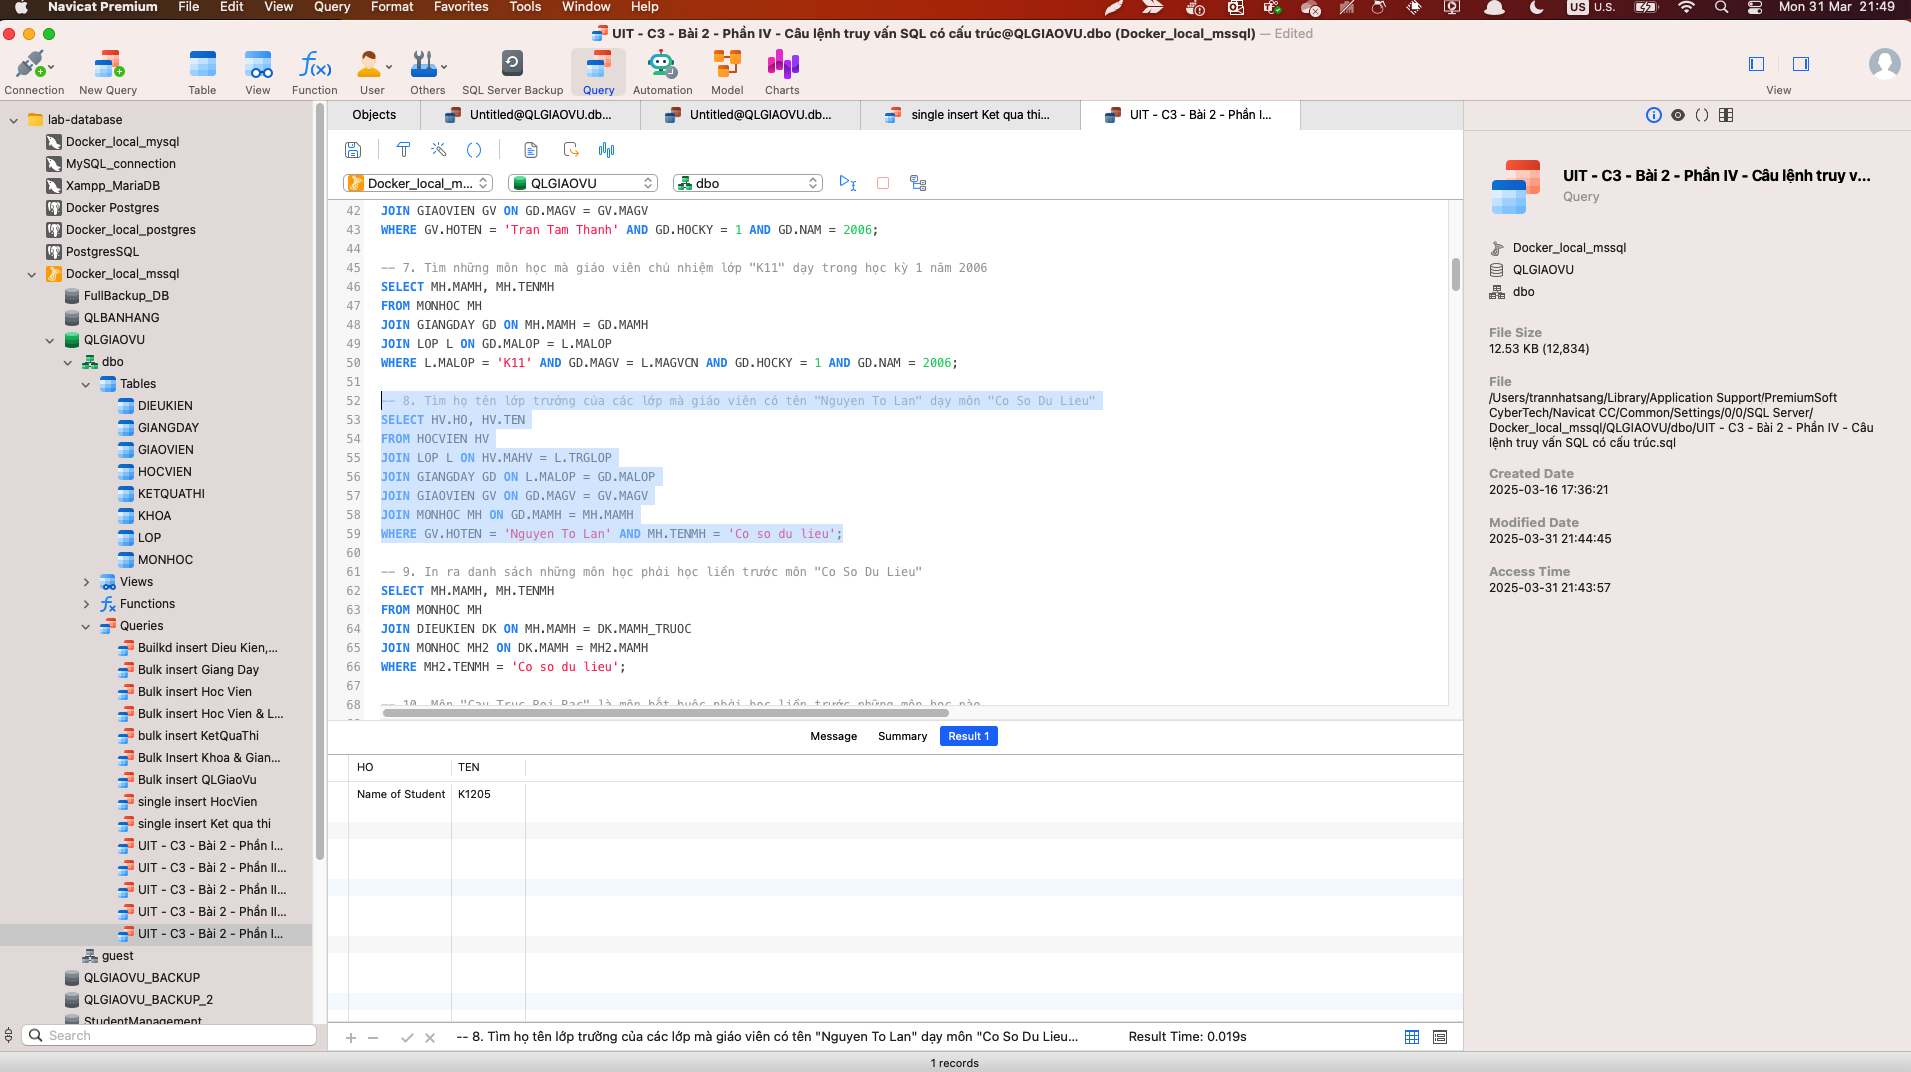 Navicat Premium File Edit View Query Format Favorites Tools Window Help US U.S. Mon 31 Mar 21:49
UIT - C3 - Bài 2 - Phần IV - Câu lệnh truy vấn SQL có cấu trúc@QLGIAOVU.dbo (Docker_local_mssql) — Edited
Connection New Query Table View Function User Others SQL Server Backup Query Automation Model Charts View
lab-database
Docker_local_mysql
MySQL_connection
Xampp_MariaDB
Docker Postgres
Docker_local_postgres
PostgresSQL
Docker_local_mssql
FullBackup_DB
QLBANHANG
QLGIAOVU
dbo
Tables
DIEUKIEN
GIANGDAY
GIAOVIEN
HOCVIEN
KETQUATHI
KHOA
LOP
MONHOC
Views
Functions
Queries
Builkd insert Dieu Kien,...
Bulk insert Giang Day
Bulk insert Hoc Vien
Bulk insert Hoc Vien & L...
bulk insert KetQuaThi
Bulk Insert Khoa & Gian...
Bulk insert QLGiaoVu
single insert HocVien
single insert Ket qua thi
UIT - C3 - Bài 2 - Phần I...
UIT - C3 - Bài 2 - Phần II...
UIT - C3 - Bài 2 - Phần II...
UIT - C3 - Bài 2 - Phần II...
UIT - C3 - Bài 2 - Phần I...
guest
QLGIAOVU_BACKUP
QLGIAOVU_BACKUP_2
StudentManagement
Search
Objects Untitled@QLGIAOVU.db... Untitled@QLGIAOVU.db... single insert Ket qua thi... UIT - C3 - Bài 2 - Phần I...
Docker_local_m... QLGIAOVU dbo
42 JOIN GIAOVIEN GV ON GD.MAGV = GV.MAGV
43 WHERE GV.HOTEN = 'Tran Tam Thanh' AND GD.HOCKY = 1 AND GD.NAM = 2006;
44
45 -- 7. Tìm những môn học mà giáo viên chủ nhiệm lớp "K11" dạy trong học kỳ 1 năm 2006
46 SELECT MH.MAMH, MH.TENMH
47 FROM MONHOC MH
48 JOIN GIANGDAY GD ON MH.MAMH = GD.MAMH
49 JOIN LOP L ON GD.MALOP = L.MALOP
50 WHERE L.MALOP = 'K11' AND GD.MAGV = L.MAGVCN AND GD.HOCKY = 1 AND GD.NAM = 2006;
51
52 -- 8. Tìm họ tên lớp trưởng của các lớp mà giáo viên có tên "Nguyen To Lan" dạy môn "Co So Du Lieu"
53 SELECT HV.HO, HV.TEN
54 FROM HOCVIEN HV
55 JOIN LOP L ON HV.MAHV = L.TRGLOP
56 JOIN GIANGDAY GD ON L.MALOP = GD.MALOP
57 JOIN GIAOVIEN GV ON GD.MAGV = GV.MAGV
58 JOIN MONHOC MH ON GD.MAMH = MH.MAMH
59 WHERE GV.HOTEN = 'Nguyen To Lan' AND MH.TENMH = 'Co so du lieu';
60
61 -- 9. In ra danh sách những môn học phải học liền trước môn "Co So Du Lieu"
62 SELECT MH.MAMH, MH.TENMH
63 FROM MONHOC MH
64 JOIN DIEUKIEN DK ON MH.MAMH = DK.MAMH_TRUOC
65 JOIN MONHOC MH2 ON DK.MAMH = MH2.MAMH
66 WHERE MH2.TENMH = 'Co so du lieu';
67
68 -- 10. Môn "Cau Truc Roi Rac" là môn bắt buộc phải học liền trước những môn học nào
Message Summary Result 1
HO TEN
Name of Student K1205
-- 8. Tìm họ tên lớp trưởng của các lớp mà giáo viên có tên "Nguyen To Lan" dạy môn "Co So Du Lieu... Result Time: 0.019s
1 records
UIT - C3 - Bài 2 - Phần IV - Câu lệnh truy v...
Query
Docker_local_mssql
QLGIAOVU
dbo
File Size
12.53 KB (12,834)
File
/Users/trannhatsang/Library/Application Support/PremiumSoft
CyberTech/Navicat CC/Common/Settings/0/0/SQL Server/
Docker_local_mssql/QLGIAOVU/dbo/UIT - C3 - Bài 2 - Phần IV - Câu
lệnh truy vấn SQL có cấu trúc.sql
Created Date
2025-03-16 17:36:21
Modified Date
2025-03-31 21:44:45
Access Time
2025-03-31 21:43:57